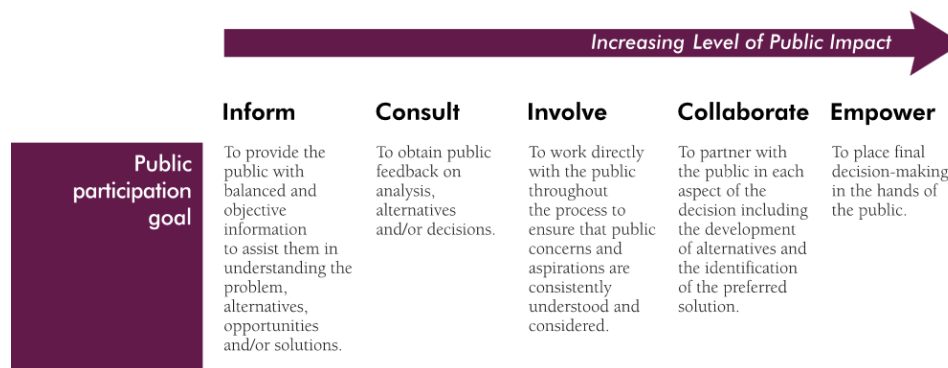 Increasing Level of Public Impact
Inform
Consult
Involve
Collaborate
Empower
Public
participation
goal
To provide the
public with
balanced and
objective
information
to assist them in
understanding the
problem,
alternatives,
opportunities
and/or solutions.
To obtain public
feedback on
analysis,
alternatives
and/or decisions.
To work directly
with the public
throughout
the process to
ensure that public
concerns and
aspirations are
consistently
understood and
considered.
To partner with
the public in each
aspect of the
decision including
the development
of alternatives and
the identification
of the preferred
solution.
To place final
decision-making
in the hands of
the public.